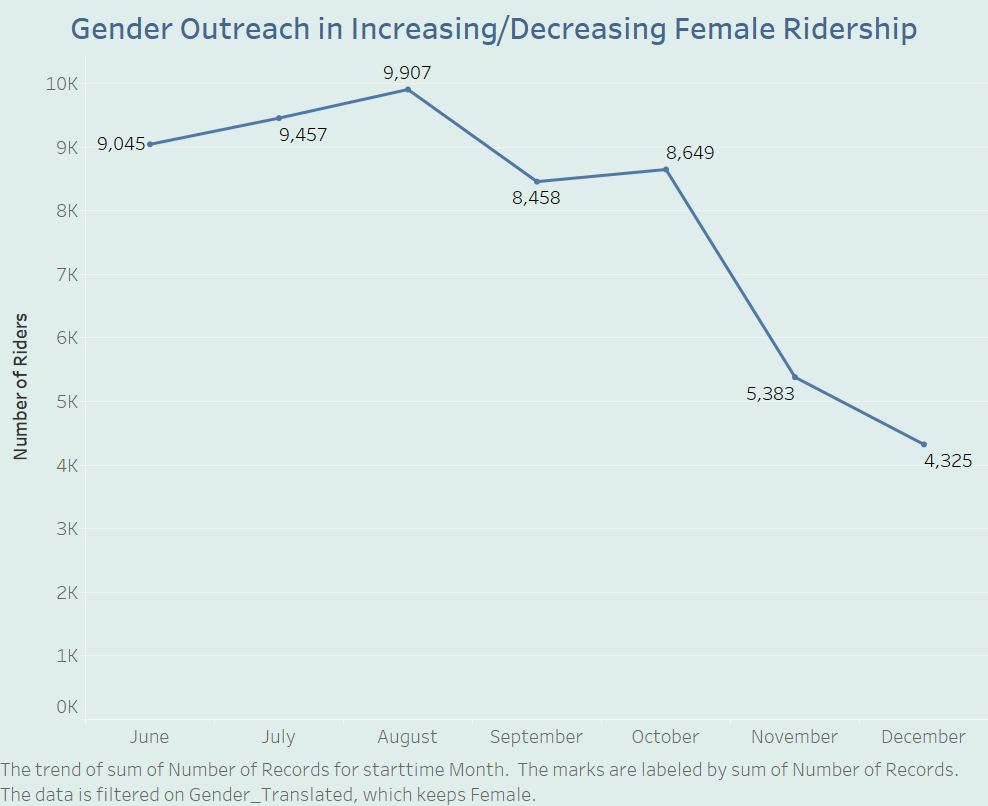 Gender Outreach in Increasing/Decreasing Female Ridership
Number of Riders
10K
9K
8K
7K
6K
5K
4K
3K
2K
1K
0K
9,045
9,457
9,907
8,458
8,649
5,383
4,325
June July August September October November December
The trend of sum of Number of Records for starttime Month. The marks are labeled by sum of Number of Records.
The data is filtered on Gender_Translated, which keeps Female.